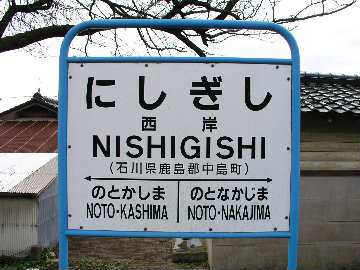 にしぎし
西岸
NISHIGISHI
(石川県鹿島郡中島町)
のとかしま のとなかじま
NOTO・KASHIMA NOTO・NAKAJIMA